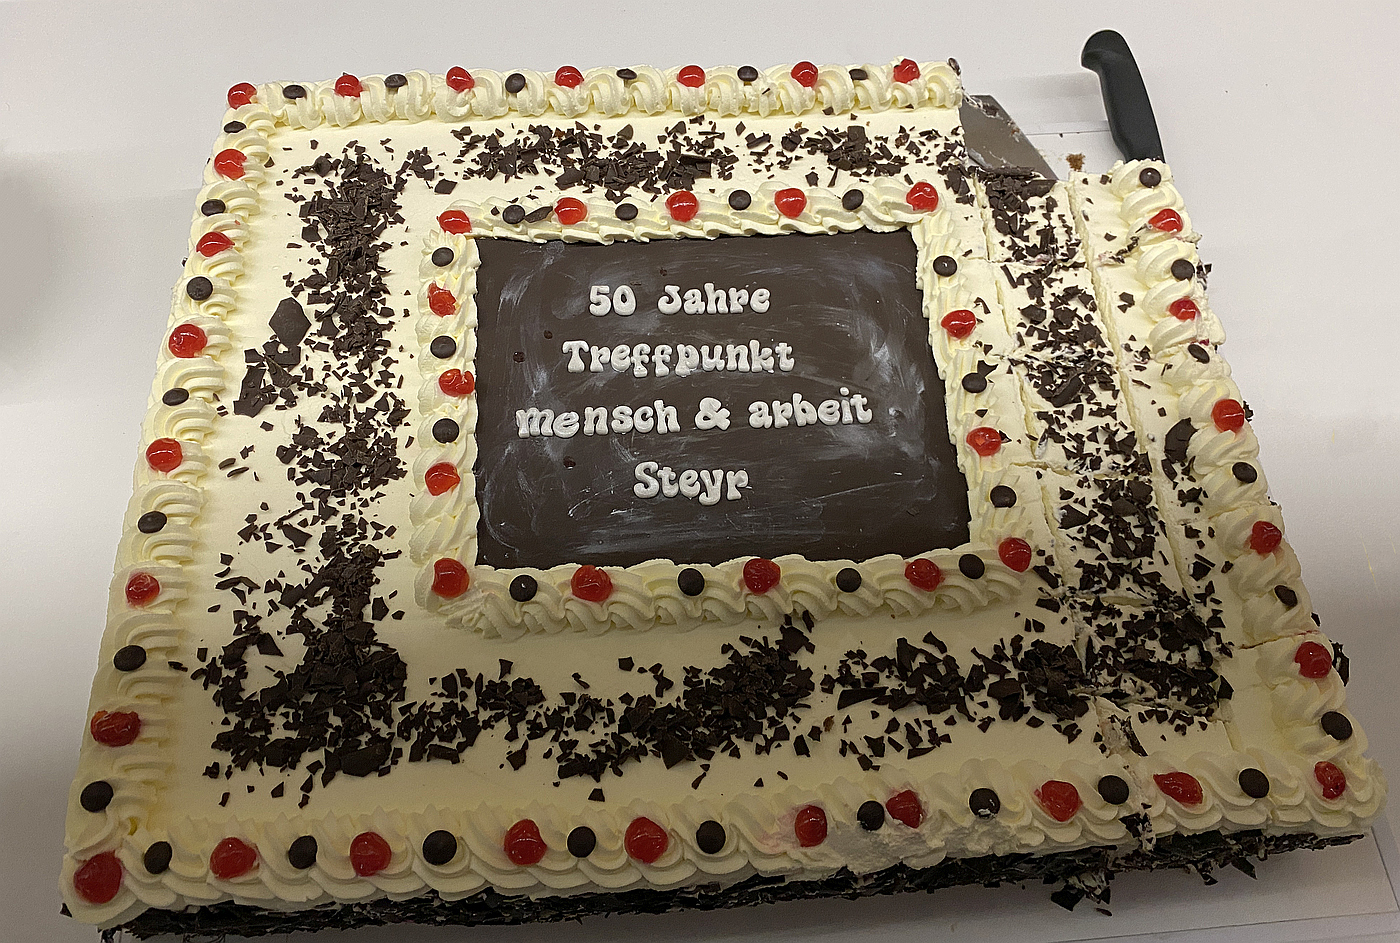 50 Jahre
Treffpunkt
mensch & arbeit
Steyr